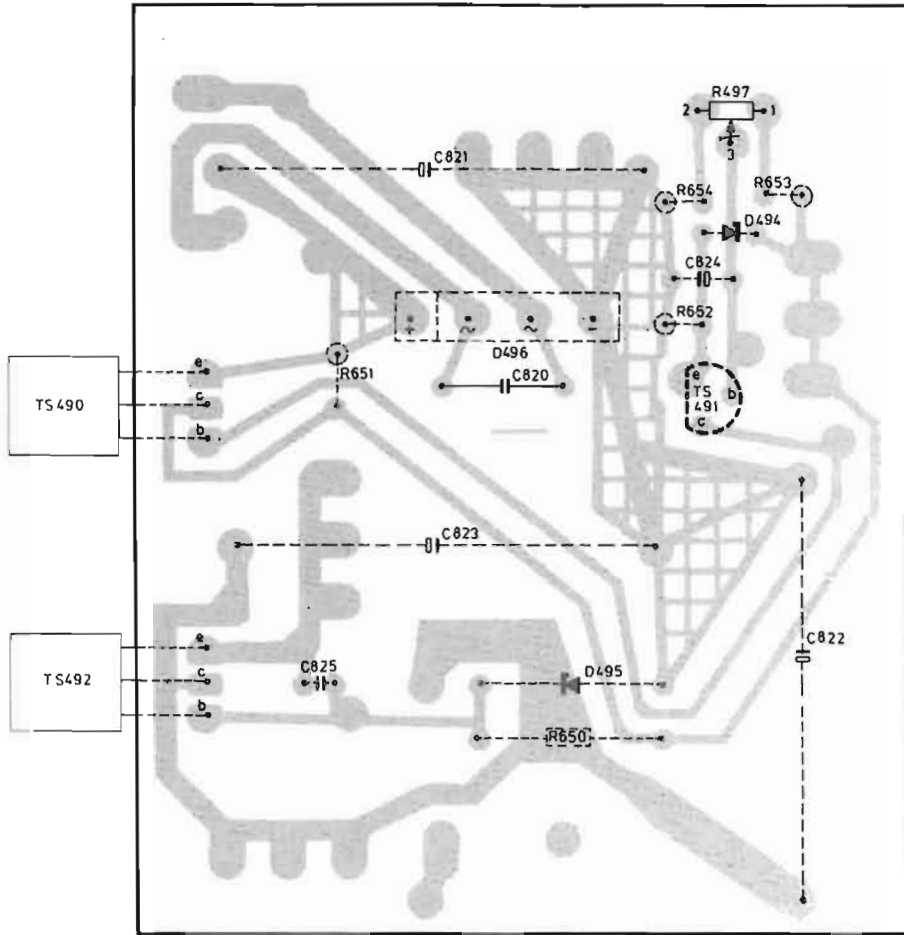 R497
2 1
3
C821
R654
R653
D494
C824
+ ~ ~ −
R652
D496
e
R651
C820
e
TS490
c
TS
b
491
b
c
C823
e
C822
TS492
c
C825
D495
b
R650